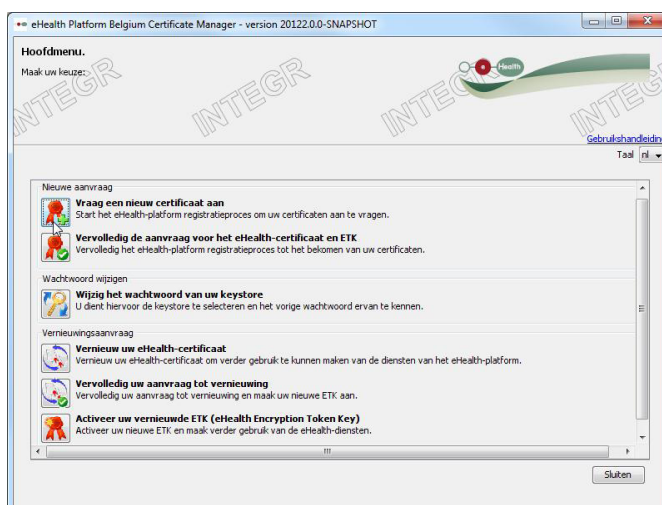 eHealth Platform Belgium Certificate Manager - version 20122.0.0-SNAPSHOT
Hoofdmenu.
Maak uw keuze:
Health
INTEGR
INTEGR
INTEGR
INTEGR
Gebruikshandleiding
Taal nl
Nieuwe aanvraag
Vraag een nieuw certificaat aan
Start het eHealth-platform registratieproces om uw certificaten aan te vragen.
Vervolledig de aanvraag voor het eHealth-certificaat en ETK
Vervolledig het eHealth-platform registratieproces tot het bekomen van uw certificaten.
Wachtwoord wijzigen
Wijzig het wachtwoord van uw keystore
U dient hiervoor de keystore te selecteren en het vorige wachtwoord ervan te kennen.
Vernieuwingsaanvraag
Vernieuw uw eHealth-certificaat
Vernieuw uw eHealth-certificaat om verder gebruik te kunnen maken van de diensten van het eHealth-platform.
Vervolledig uw aanvraag tot vernieuwing
Vervolledig uw aanvraag tot vernieuwing en maak uw nieuwe ETK aan.
Activeer uw vernieuwde ETK (eHealth Encryption Token Key)
Activeer uw nieuwe ETK en maak verder gebruik van de eHealth-diensten.
Sluiten